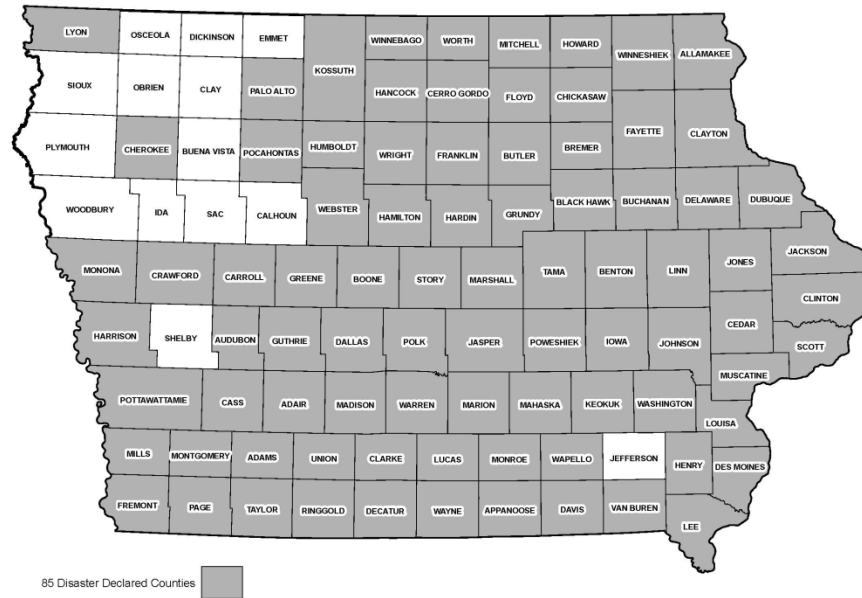 LYON OSCEOLA DICKINSON EMMET WINNEBAGO WORTH MITCHELL HOWARD WINNESHIEK ALLAMAKEE
KOSSUTH
SIOUX OBRIEN CLAY PALO ALTO HANCOCK CERRO GORDO FLOYD CHICKASAW
FAYETTE CLAYTON
PLYMOUTH CHEROKEE BUENA VISTA POCAHONTAS HUMBOLDT WRIGHT FRANKLIN BUTLER BREMER
WOODBURY IDA SAC CALHOUN WEBSTER HAMILTON HARDIN GRUNDY BLACK HAWK BUCHANAN DELAWARE DUBUQUE
MONONA CRAWFORD CARROLL GREENE BOONE STORY MARSHALL TAMA BENTON LINN JONES JACKSON
CLINTON
HARRISON SHELBY AUDUBON GUTHRIE DALLAS POLK JASPER POWESHIEK IOWA JOHNSON CEDAR SCOTT
MUSCATINE
POTTAWATTAMIE CASS ADAIR MADISON WARREN MARION MAHASKA KEOKUK WASHINGTON
LOUISA
MILLS MONTGOMERY ADAMS UNION CLARKE LUCAS MONROE WAPELLO JEFFERSON HENRY DES MOINES
FREMONT PAGE TAYLOR RINGGOLD DECATUR WAYNE APPANOOSE DAVIS VAN BUREN
LEE
85 Disaster Declared Counties